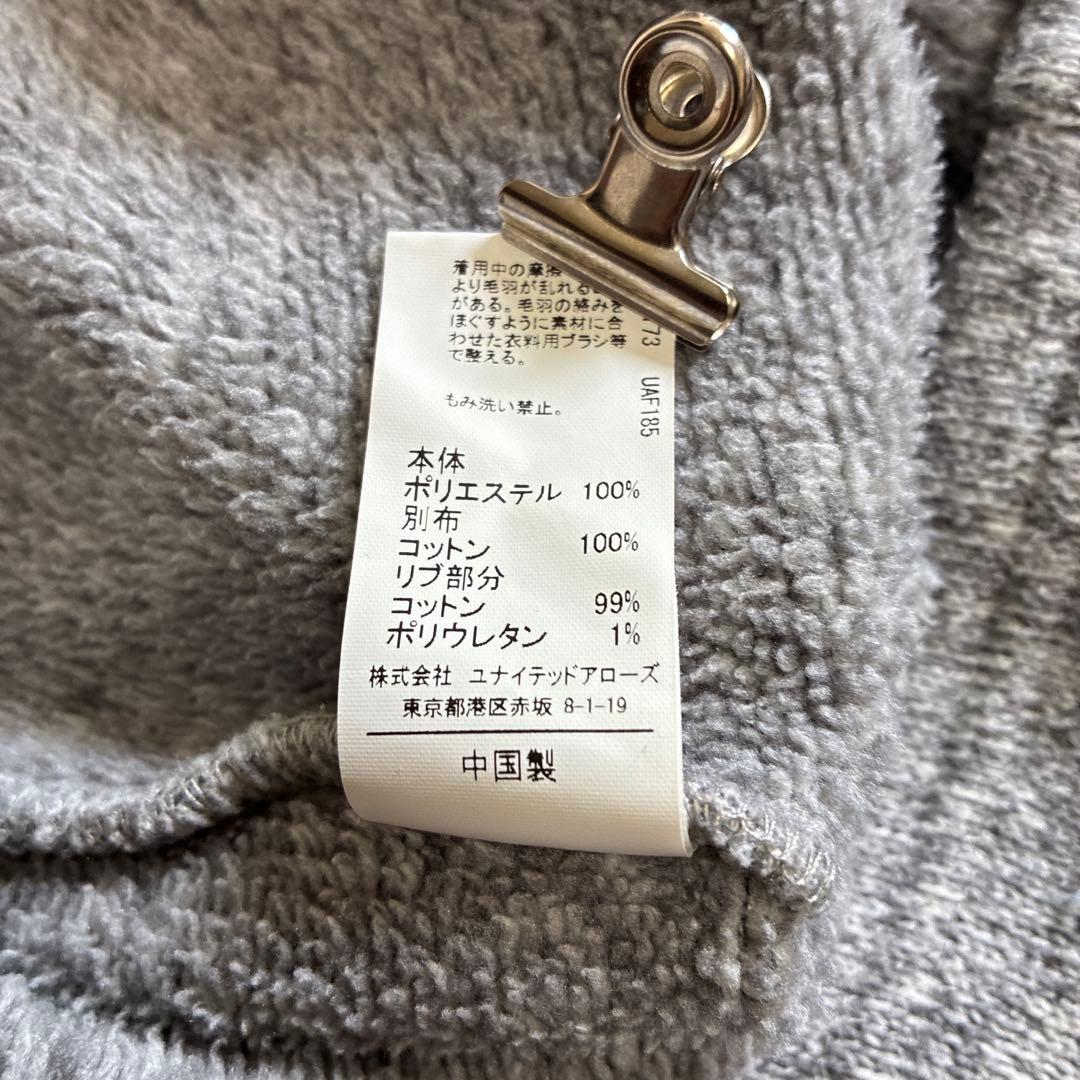 着用中の摩擦
より毛羽が乱れる
がある。毛羽の絡みを
ほぐすように素材に合
わせた衣料用ブラシ等
で整える。
もみ洗い禁止。
73 UAF185
本体
ポリエステル 100%
別布
コットン 100%
リブ部分
コットン 99%
ポリウレタン 1%
株式会社 ユナイテッドアローズ
東京都港区赤坂 8-1-19
中国製